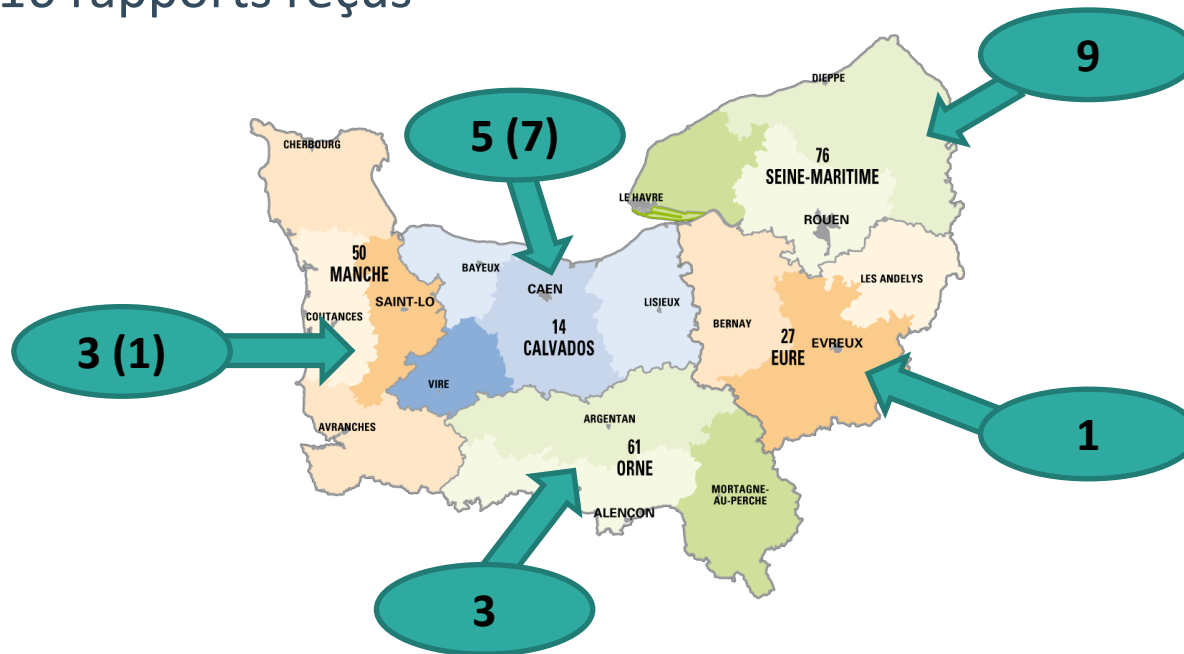 rapports reçus
9
DIEPPE
5 (7)
CHERBOURG
76
SEINE-MARITIME
LE HAVRE
ROUEN
50
MANCHE
BAYEUX
CAEN
LES ANDELYS
SAINT-LO
LISIEUX
COUTANCES
14
CALVADOS
BERNAY
27
EURE
EVREUX
3 (1)
VIRE
AVRANCHES
ARGENTAN
61
ORNE
1
MORTAGNE-
AU-PERCHE
ALENÇON
3